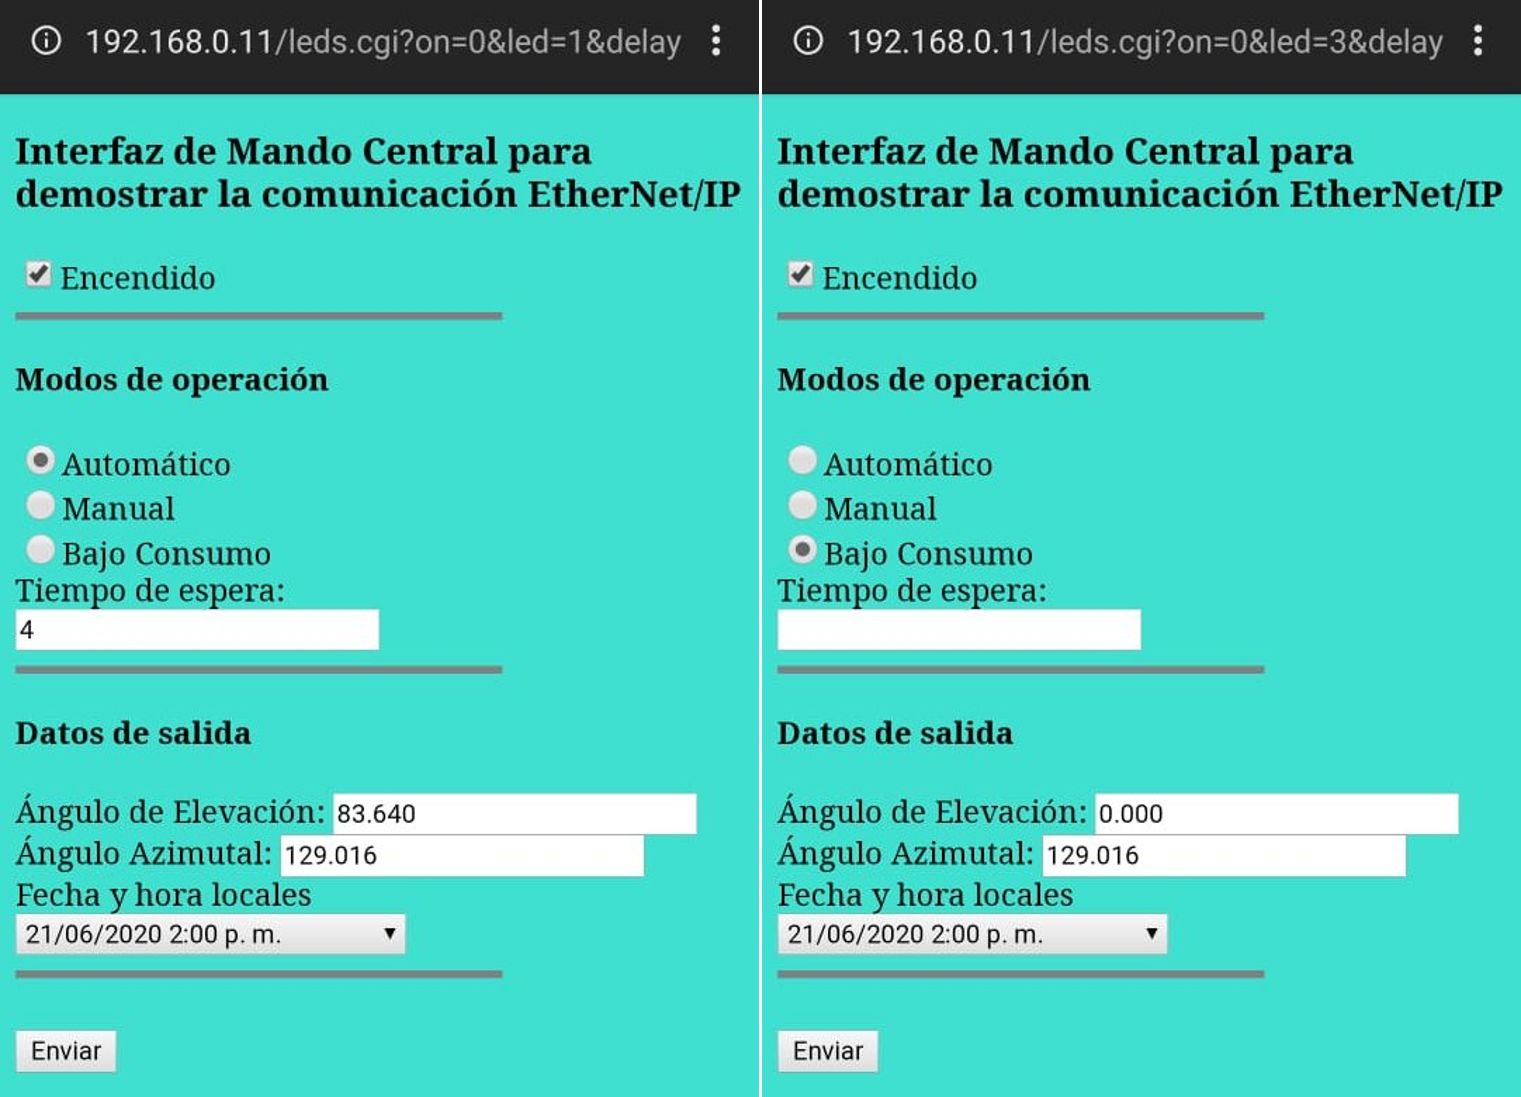 192.168.0.11/leds.cgi?on=0&led=1&delay
Interfaz de Mando Central para
demostrar la comunicación EtherNet/IP
Encendido
Modos de operación
Automático
Manual
Bajo Consumo
Tiempo de espera:
4
Datos de salida
Ángulo de Elevación: 83.640
Ángulo Azimutal: 129.016
Fecha y hora locales
21/06/2020 2:00 p. m.
Enviar
192.168.0.11/leds.cgi?on=0&led=3&delay
Interfaz de Mando Central para
demostrar la comunicación EtherNet/IP
Encendido
Modos de operación
Automático
Manual
Bajo Consumo
Tiempo de espera:
Datos de salida
Ángulo de Elevación: 0.000
Ángulo Azimutal: 129.016
Fecha y hora locales
21/06/2020 2:00 p. m.
Enviar